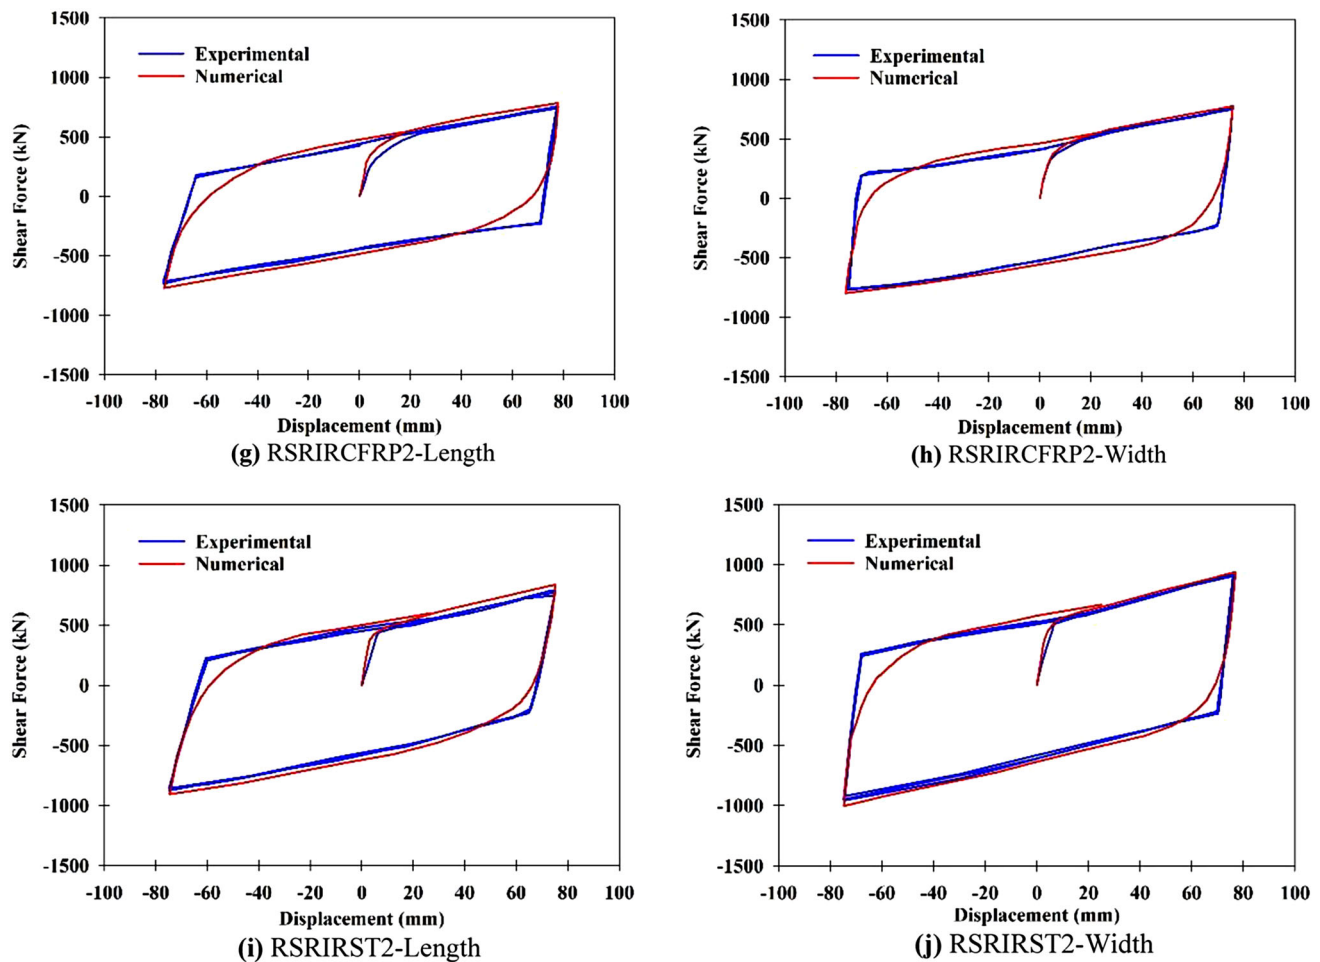 1500
1000
500
0
-500
-1000
-1500
Shear Force (kN)
Experimental
Numerical
-100 -80 -60 -40 -20 0 20 40 60 80 100
Displacement (mm)
(g) RSRIRCFRP2-Length
1500
1000
500
0
-500
-1000
-1500
Shear Force (kN)
Experimental
Numerical
-100 -80 -60 -40 -20 0 20 40 60 80 100
Displacement (mm)
(h) RSRIRCFRP2-Width
1500
1000
500
0
-500
-1000
-1500
Shear Force (kN)
Experimental
Numerical
-100 -80 -60 -40 -20 0 20 40 60 80 100
Displacement (mm)
(i) RSRIRST2-Length
1500
1000
500
0
-500
-1000
-1500
Shear Force (kN)
Experimental
Numerical
-100 -80 -60 -40 -20 0 20 40 60 80 100
Displacement (mm)
(j) RSRIRST2-Width